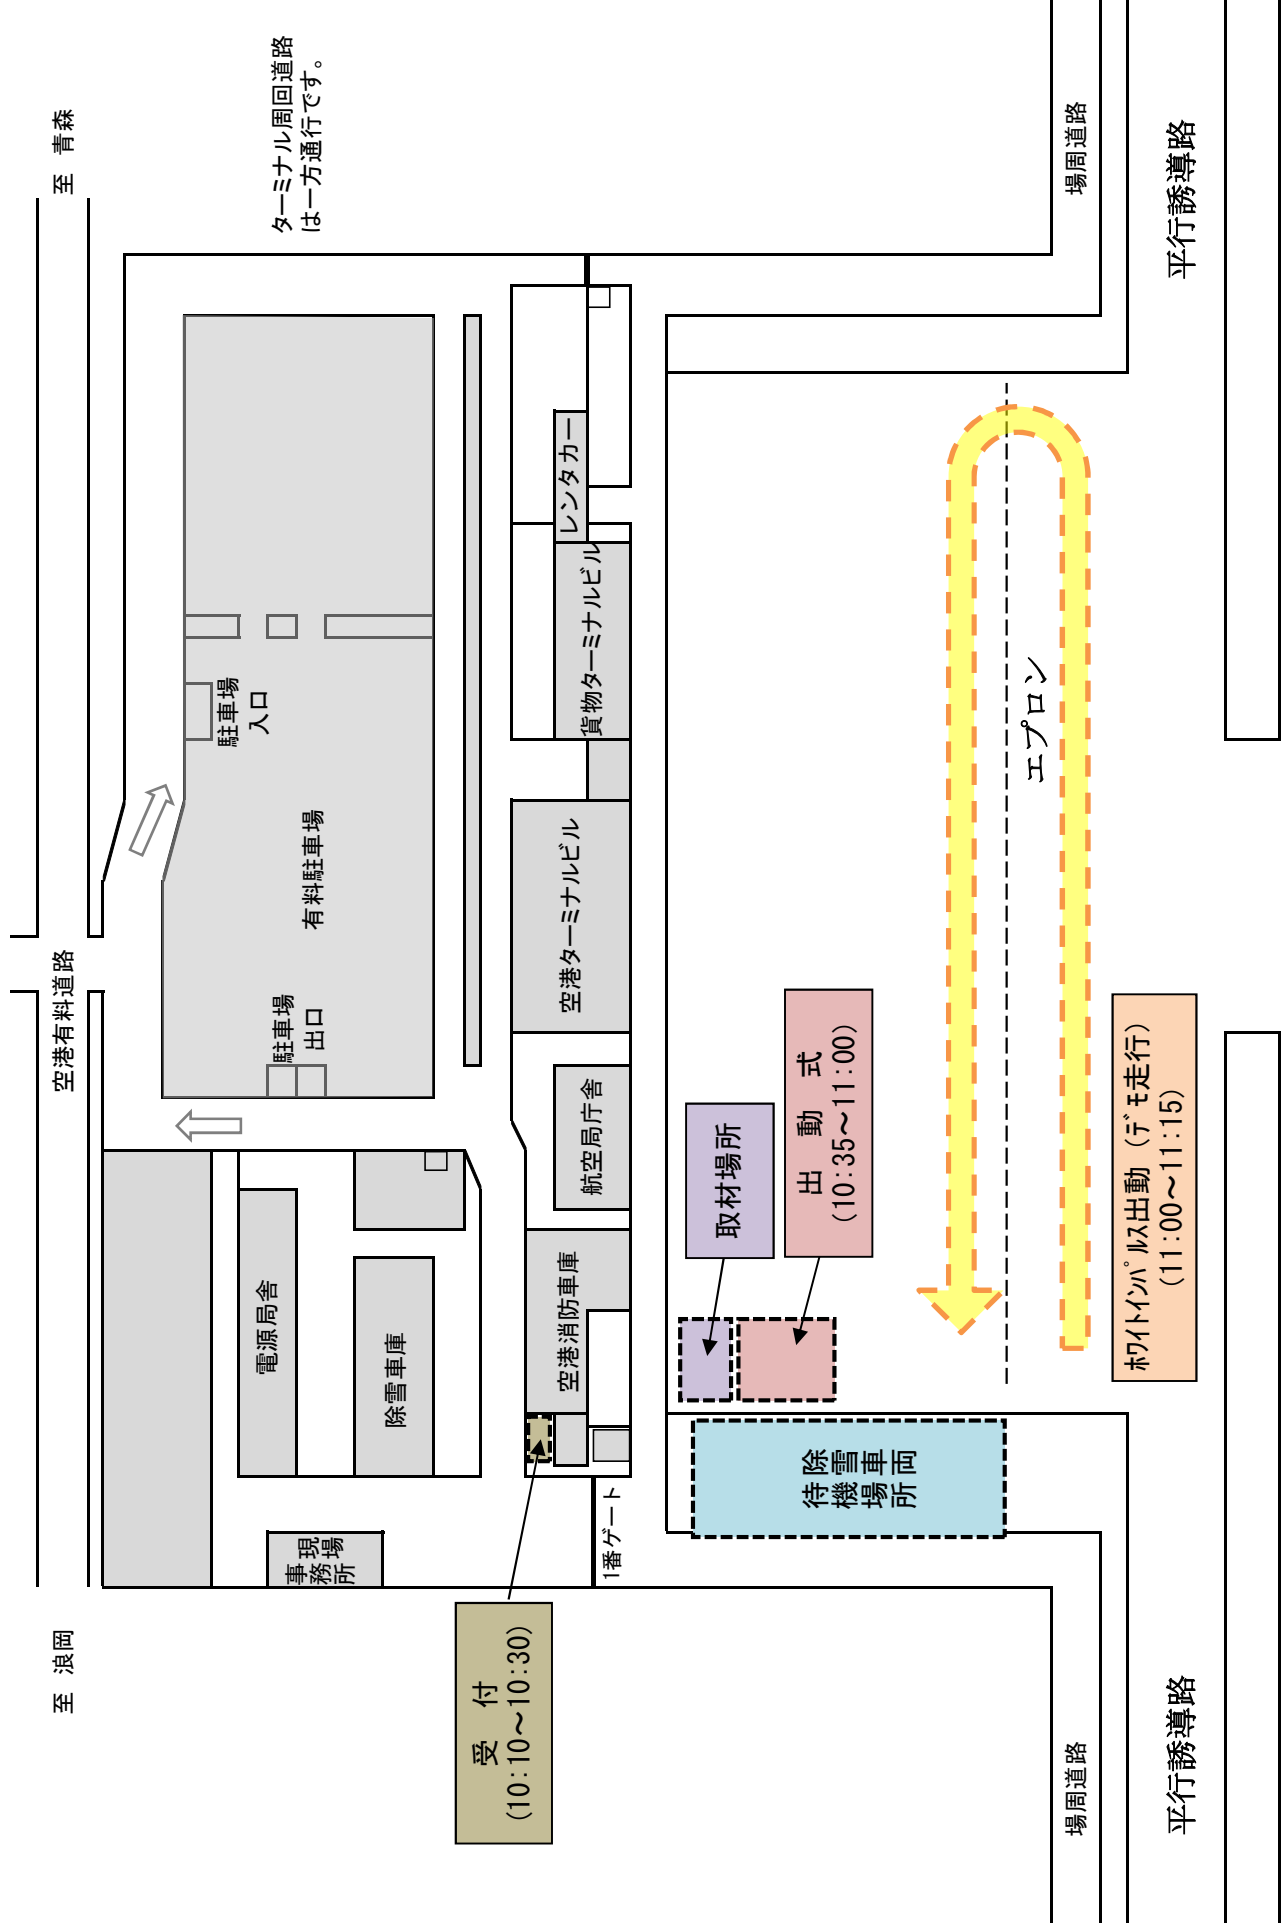 至　浪岡
空港有料道路
至　青森
ターミナル周回道路
は一方通行です。
駐車場
出口
有料駐車場
駐車場
入口
現場
事務所
電源局舎
除雪車庫
受　付
(10:10～10:30)
1番ゲート
空港消防車庫
航空局庁舎
空港ターミナルビル
貨物ターミナルビル
レンタカー
取材場所
出　動　式
(10:35～11:00)
除雪車両
待機場所
エプロン
ﾎﾜｲﾄｲﾝﾊﾟﾙｽ出動（ﾃﾞﾓ走行）
(11:00～11:15)
場周道路
場周道路
平行誘導路
平行誘導路